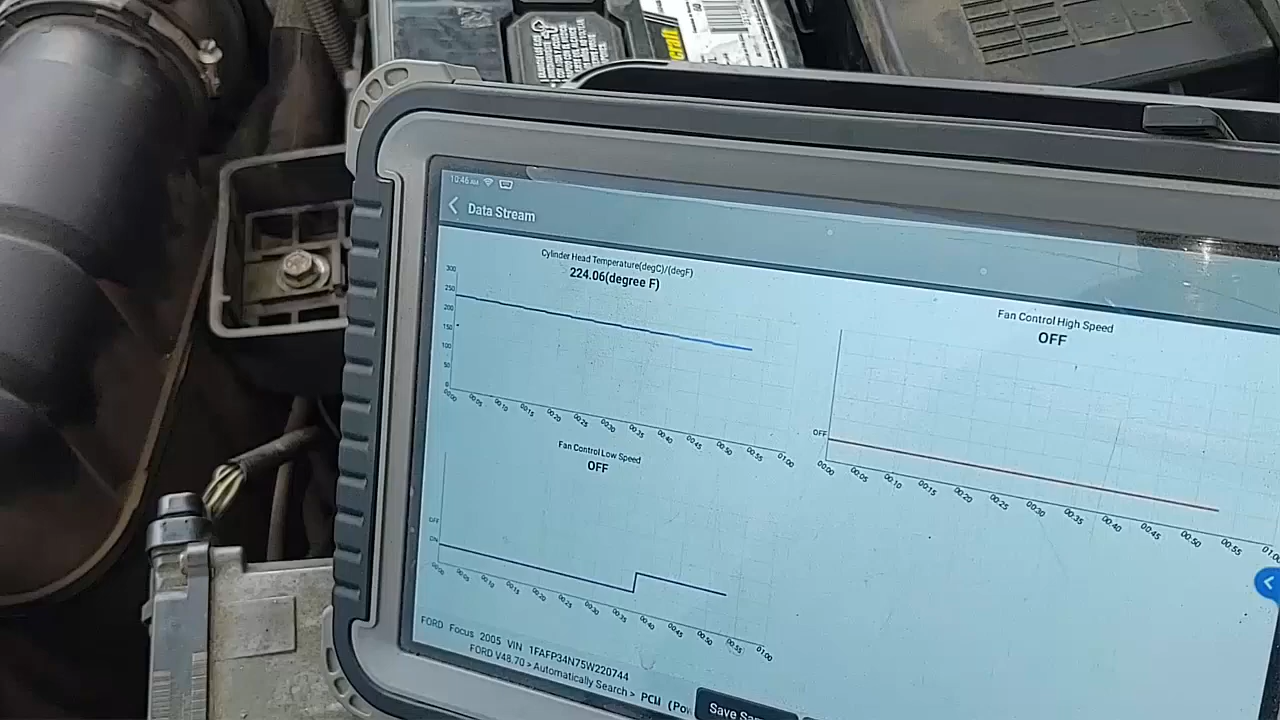 10:46 AM
Data Stream
Cylinder Head Temperature(degC)/(degF)
224.06(degree F)
300
250
200
150
100
50
0
00:00 00:05 00:10 00:15 00:20 00:25 00:30 00:35 00:40 00:45 00:50 00:55 01:00
Fan Control High Speed
OFF
OFF
00:00 00:05 00:10 00:15 00:20 00:25 00:30 00:35 00:40 00:45 00:50 00:55 01:00
Fan Control Low Speed
OFF
OFF
ON
00:00 00:05 00:10 00:15 00:20 00:25 00:30 00:35 00:40 00:45 00:50 00:55 01:00
FORD Focus 2005 VIN 1FAFP34N75W220744
FORD V48.70 > Automatically Search > PCM (Pow
Save Sam